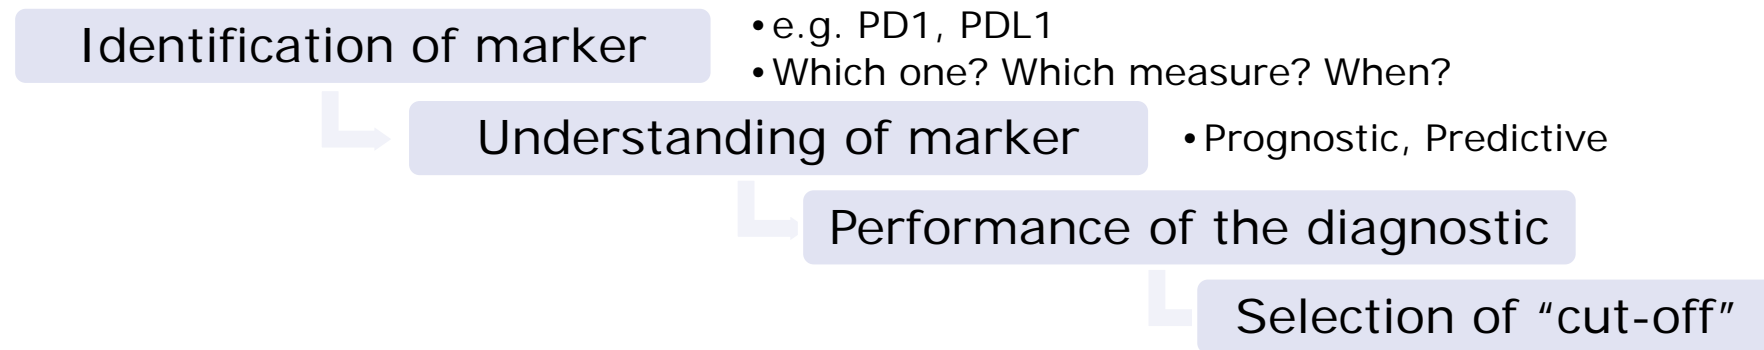 Identification of marker
• e.g. PD1, PDL1
• Which one? Which measure? When?
Understanding of marker
• Prognostic, Predictive
Performance of the diagnostic
Selection of “cut-off”